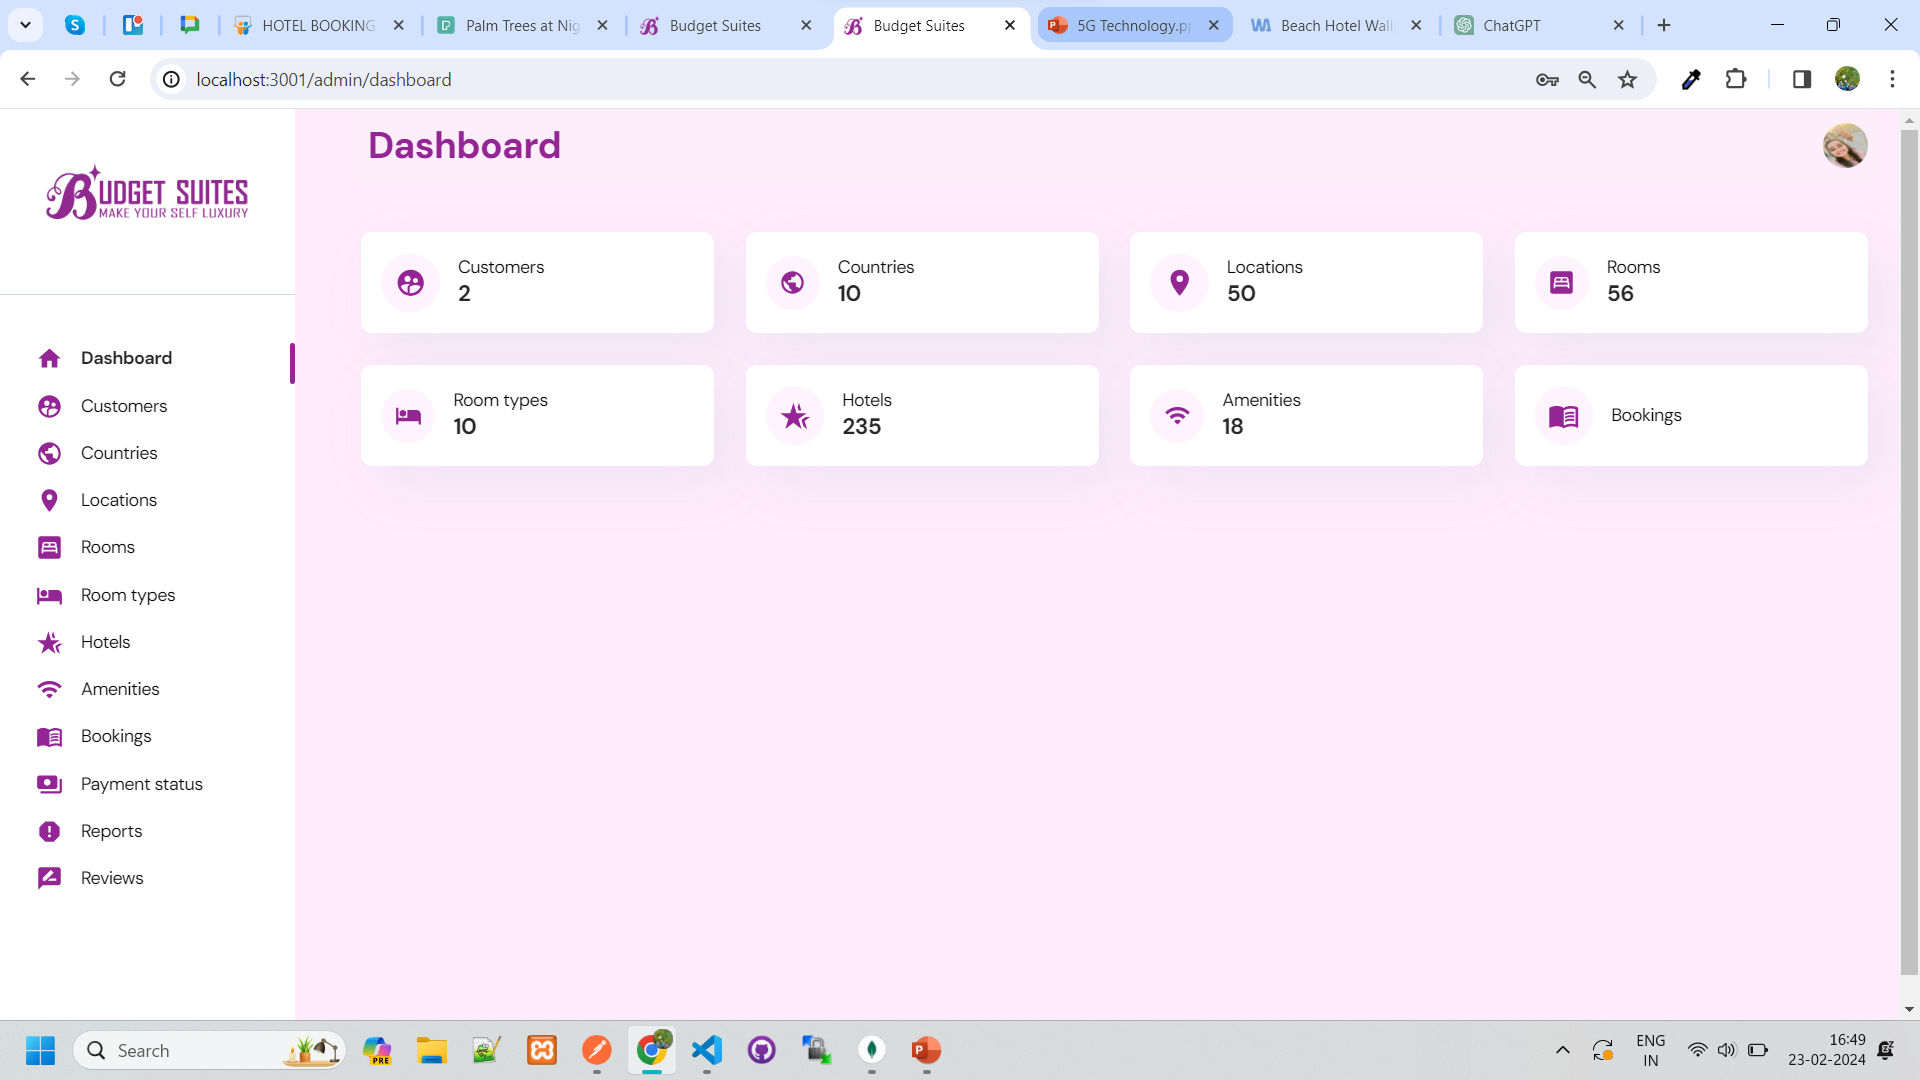 HOTEL BOOKING
Palm Trees at Nig
Budget Suites
Budget Suites
5G Technology.pp
Beach Hotel Wall
ChatGPT
localhost:3001/admin/dashboard
BUDGET SUITES
MAKE YOUR SELF LUXURY
Dashboard
Customers
Countries
Locations
Rooms
Room types
Hotels
Amenities
Bookings
Payment status
Reports
Reviews
Dashboard
Customers
2
Countries
10
Locations
50
Rooms
56
Room types
10
Hotels
235
Amenities
18
Bookings
Search
PRE
ENG
IN
16:49
23-02-2024